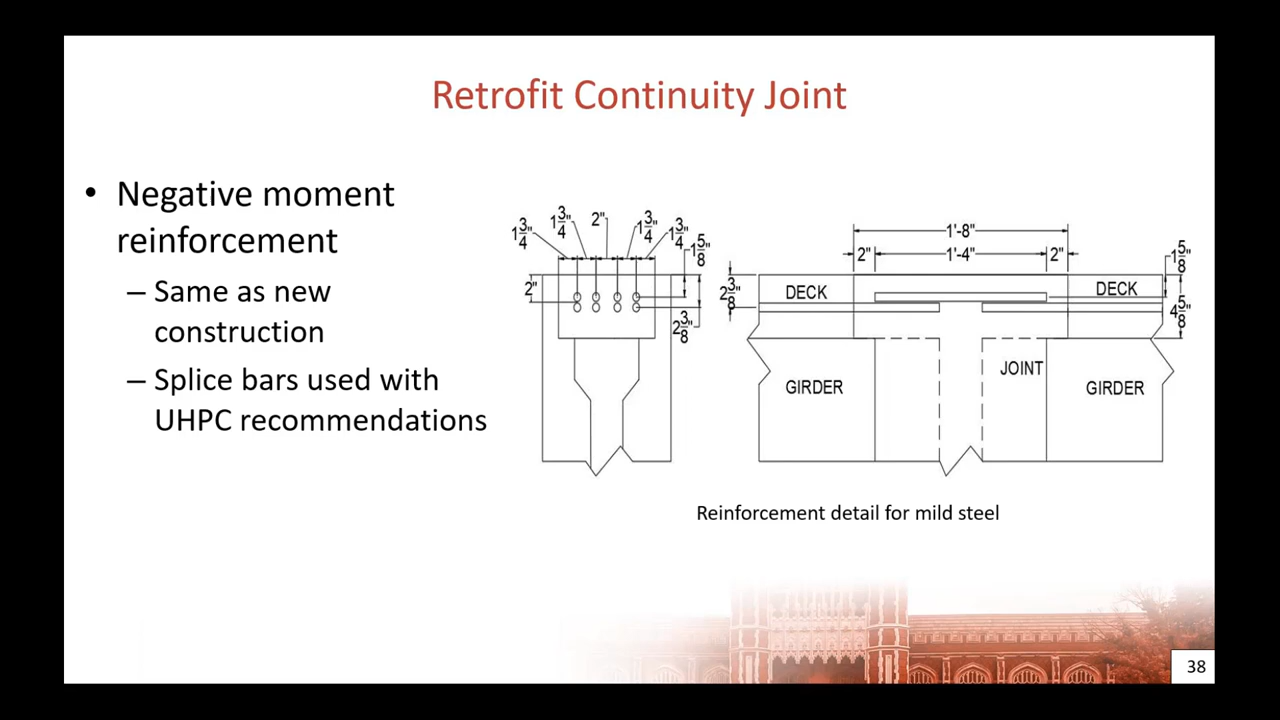 Retrofit Continuity Joint
• Negative moment
reinforcement
– Same as new
construction
– Splice bars used with
UHPC recommendations
1 3/4" 1 3/4" 2" 1 3/4" 1 3/4" 1 5/8"
2"
2 3/8"
1'-8"
2" 1'-4" 2"
1 5/8"
2 3/8"
DECK DECK
4 5/8"
JOINT
GIRDER GIRDER
Reinforcement detail for mild steel
38